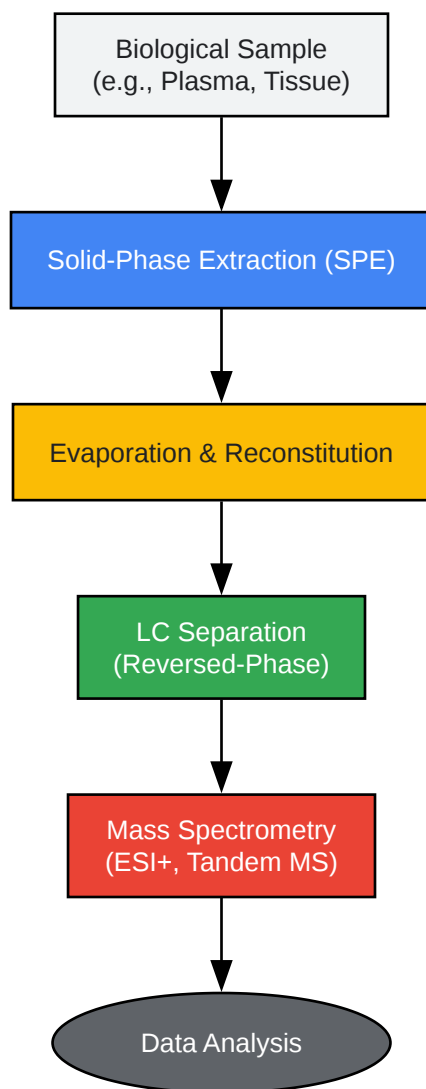 Biological Sample
(e.g., Plasma, Tissue)
Solid-Phase Extraction (SPE)
Evaporation & Reconstitution
LC Separation
(Reversed-Phase)
Mass Spectrometry
(ESI+, Tandem MS)
Data Analysis